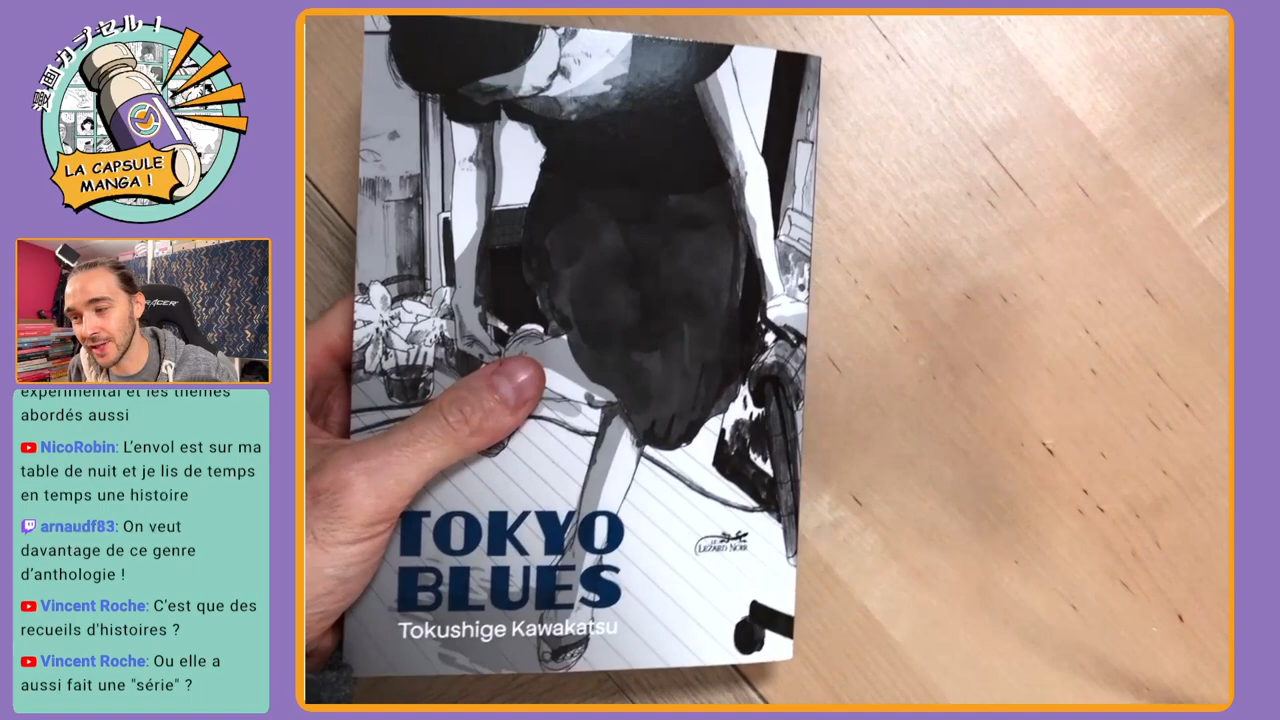 漫画カプセル!
LA CAPSULE
MANGA !
RACER
expérimental et les thèmes
abordés aussi
NicoRobin: L’envol est sur ma
table de nuit et je lis de temps
en temps une histoire
arnaudf83: On veut
davantage de ce genre
d’anthologie !
Vincent Roche: C'est que des
recueils d'histoires ?
Vincent Roche: Ou elle a
aussi fait une "série" ?
TOKYO
BLUES
Tokushige Kawakatsu
LE
LEZARD NOIR